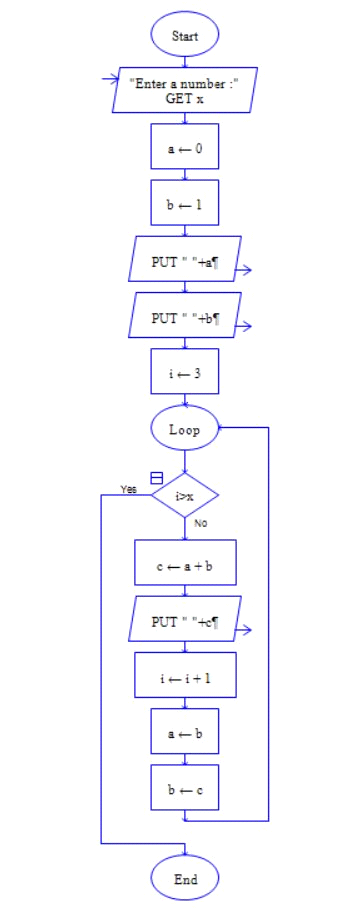 Start
"Enter a number :"
GET x
a ← 0
b ← 1
PUT " "+a¶
PUT " "+b¶
i ← 3
Loop
Yes
i>x
No
c ← a + b
PUT " "+c¶
i ← i + 1
a ← b
b ← c
End